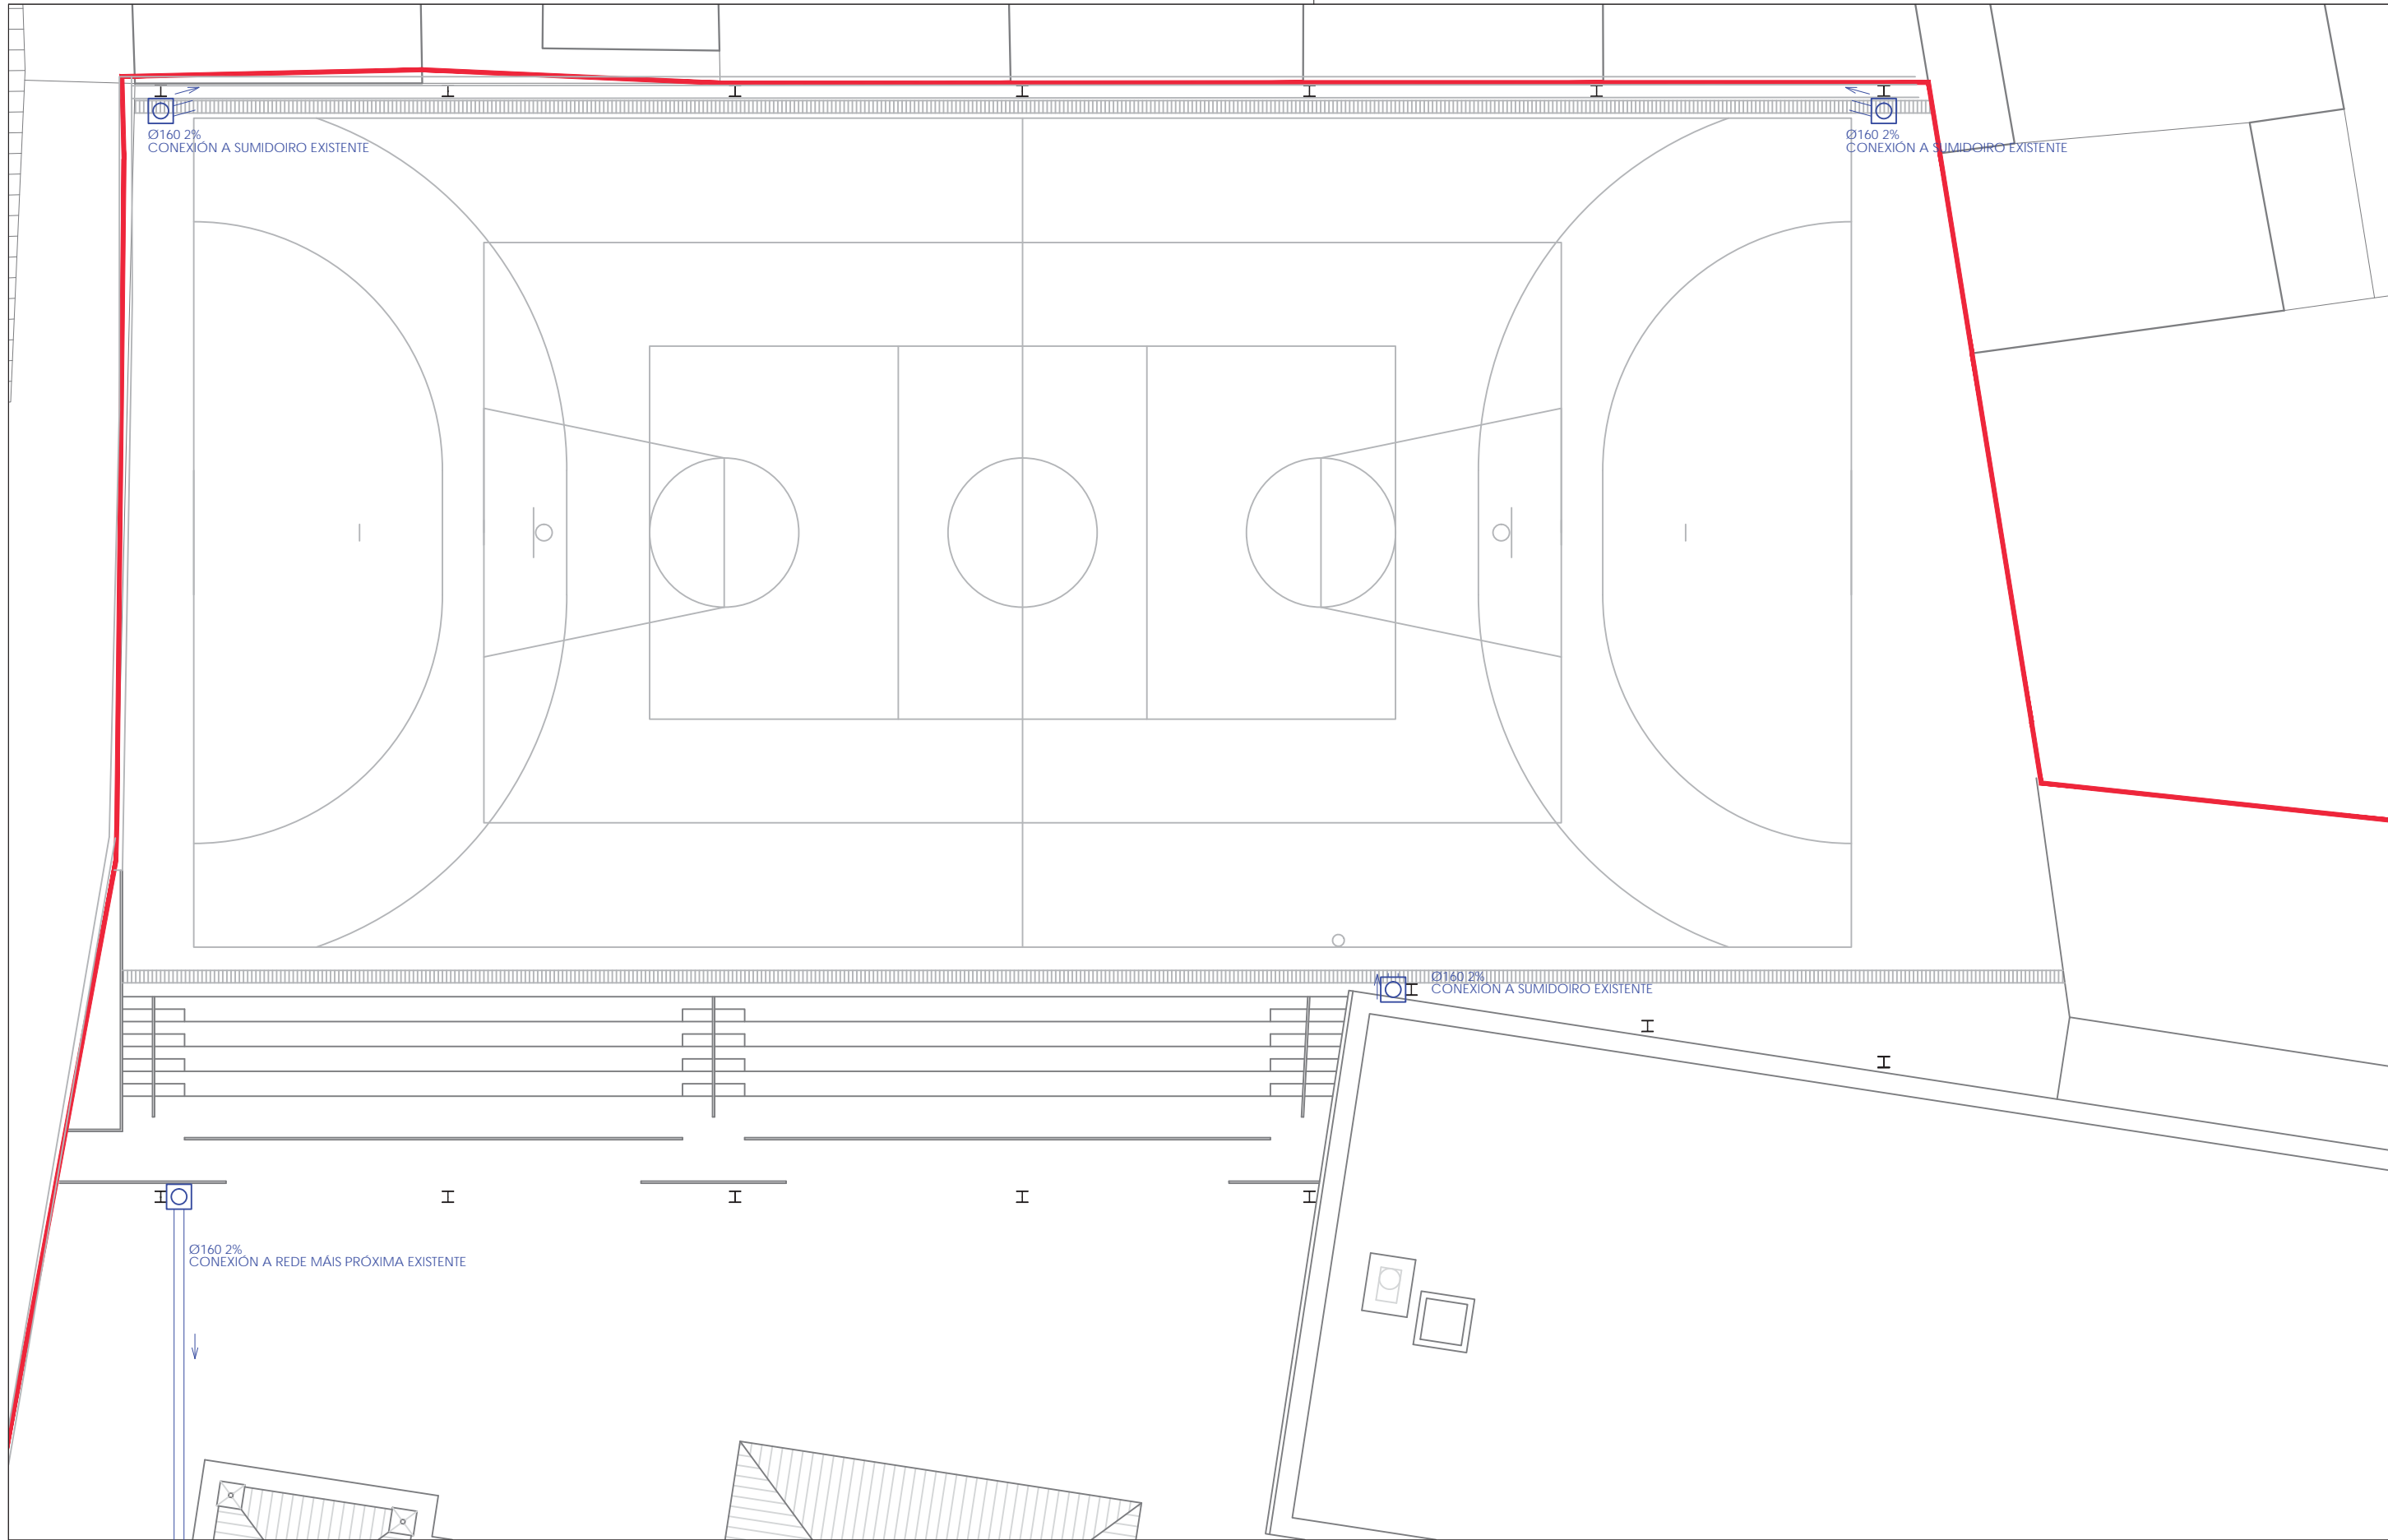 Ø160 2%
CONEXIÓN A SUMIDOIRO EXISTENTE
Ø160 2%
CONEXIÓN A SUMIDOIRO EXISTENTE
Ø160 2%
CONEXIÓN A SUMIDOIRO EXISTENTE
Ø160 2%
CONEXIÓN A REDE MÁIS PRÓXIMA EXISTENTE